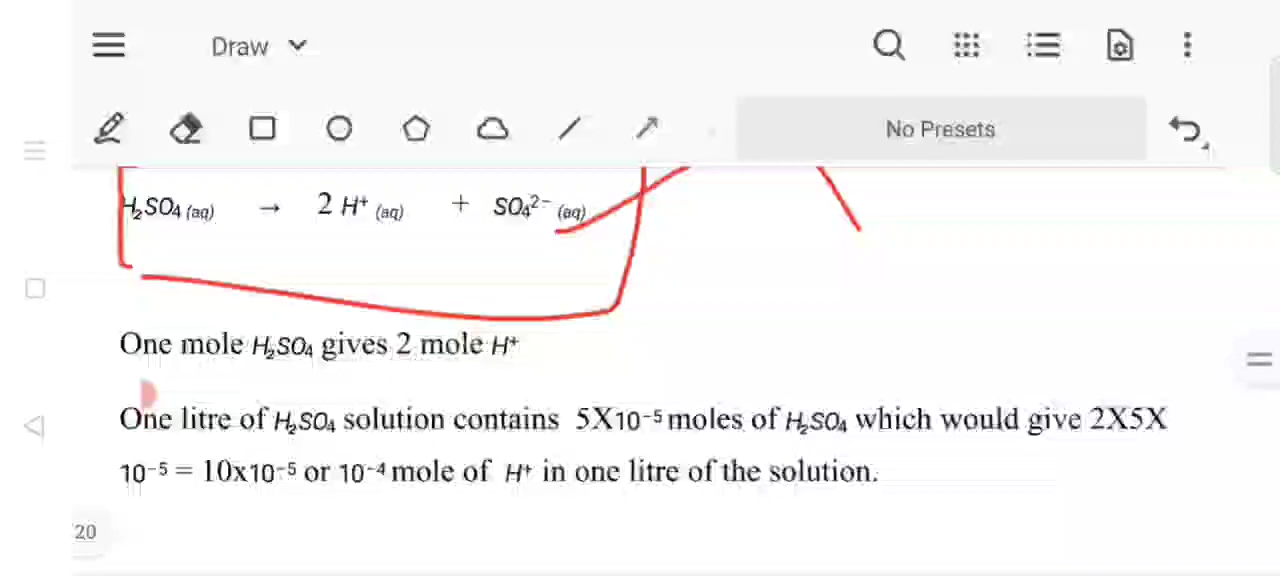 Draw
No Presets
H₂SO₄ (aq) → 2 H⁺ (aq) + SO₄²⁻ (aq)
One mole H₂SO₄ gives 2 mole H⁺
One litre of H₂SO₄ solution contains 5X10⁻⁵ moles of H₂SO₄ which would give 2X5X
10⁻⁵ = 10x10⁻⁵ or 10⁻⁴ mole of H⁺ in one litre of the solution.
20